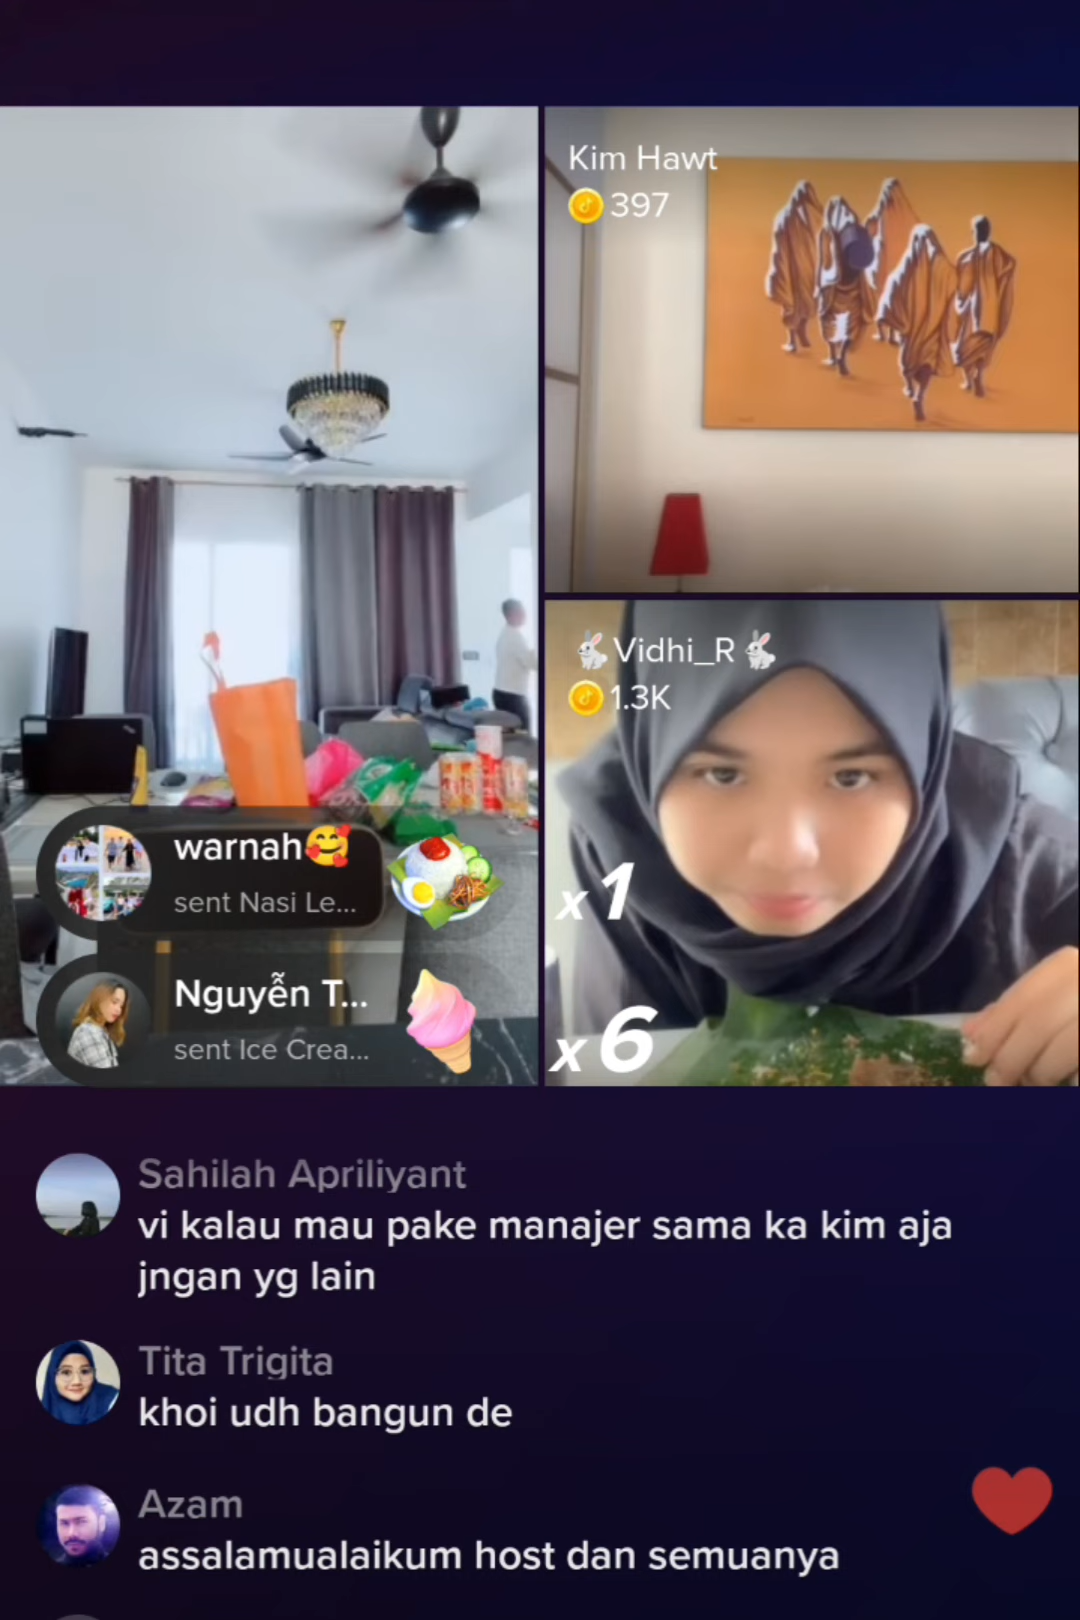 Kim Hawt
397
🐇Vidhi_R🐇
1.3K
warnah🥰
sent Nasi Le...
x1
Nguyễn T...
sent Ice Crea...
x6
Sahilah Apriliyant
vi kalau mau pake manajer sama ka kim aja
jngan yg lain
Tita Trigita
khoi udh bangun de
Azam
assalamualaikum host dan semuanya